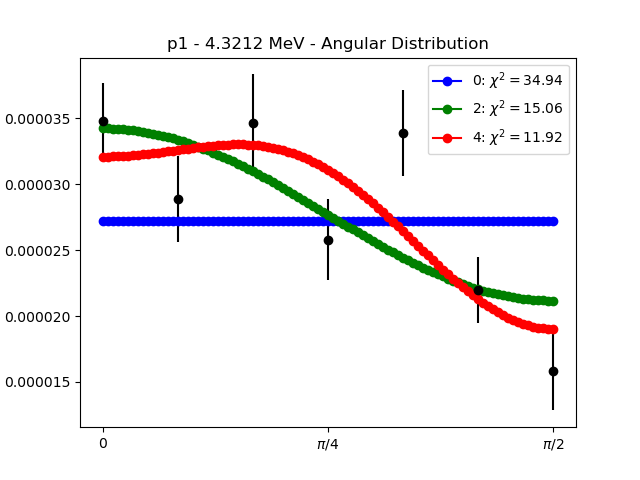 p1 - 4.3212 MeV - Angular Distribution
0: χ² = 34.94
2: χ² = 15.06
4: χ² = 11.92
0.000035
0.000030
0.000025
0.000020
0.000015
0
π/4
π/2